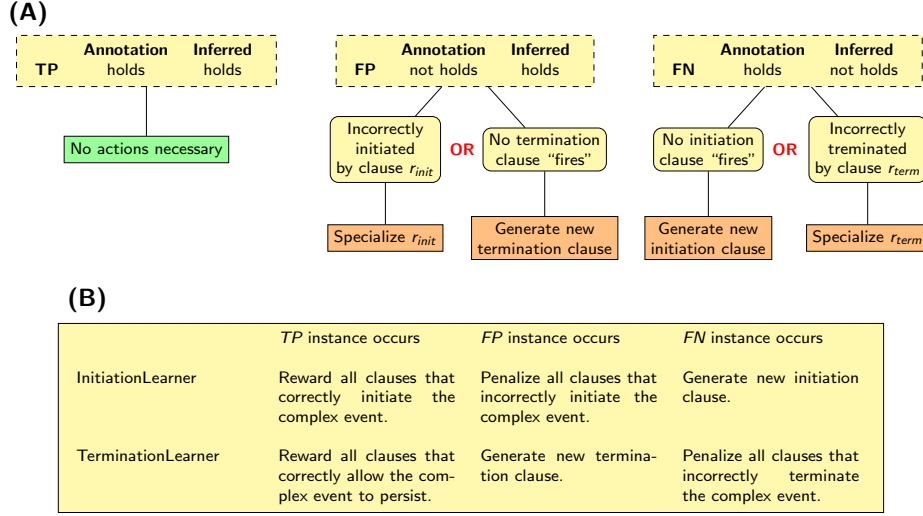 (A)
Annotation Inferred
TP holds holds
Annotation Inferred
FP not holds holds
Annotation Inferred
FN holds not holds
No actions necessary
Incorrectly
initiated
by clause r_init
OR
No termination
clause “fires”
No initiation
clause “fires”
OR
Incorrectly
treminated
by clause r_term
Specialize r_init
Generate new
termination clause
Generate new
initiation clause
Specialize r_term
(B)
TP instance occurs FP instance occurs FN instance occurs
InitiationLearner
Reward all clauses that
correctly initiate the
complex event.
Penalize all clauses that
incorrectly initiate the
complex event.
Generate new initiation
clause.
TerminationLearner
Reward all clauses that
correctly allow the com-
plex event to persist.
Generate new termina-
tion clause.
Penalize all clauses that
incorrectly terminate
the complex event.